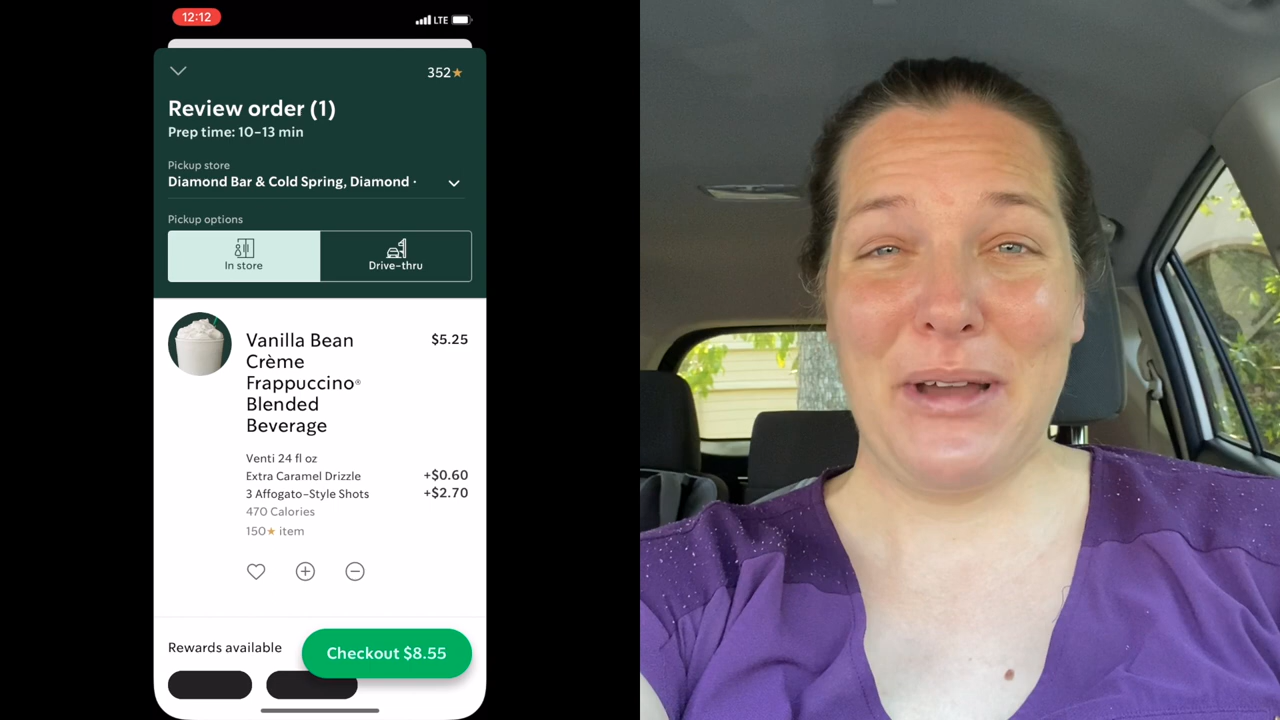 12:12
LTE
352★
Review order (1)
Prep time: 10–13 min
Pickup store
Diamond Bar & Cold Spring, Diamond ·
Pickup options
In store
Drive-thru
Vanilla Bean $5.25
Crème
Frappuccino®
Blended
Beverage
Venti 24 fl oz
Extra Caramel Drizzle +$0.60
3 Affogato-Style Shots +$2.70
470 Calories
150★ item
Rewards available
Checkout $8.55